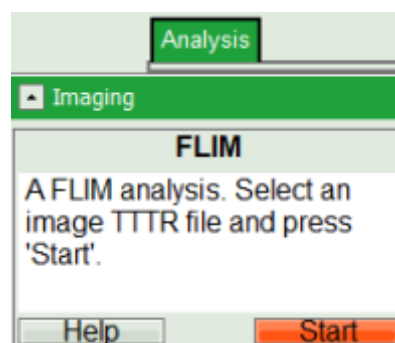 Analysis
Imaging
FLIM
A FLIM analysis. Select an
image TTTR file and press
'Start'.
Help
Start